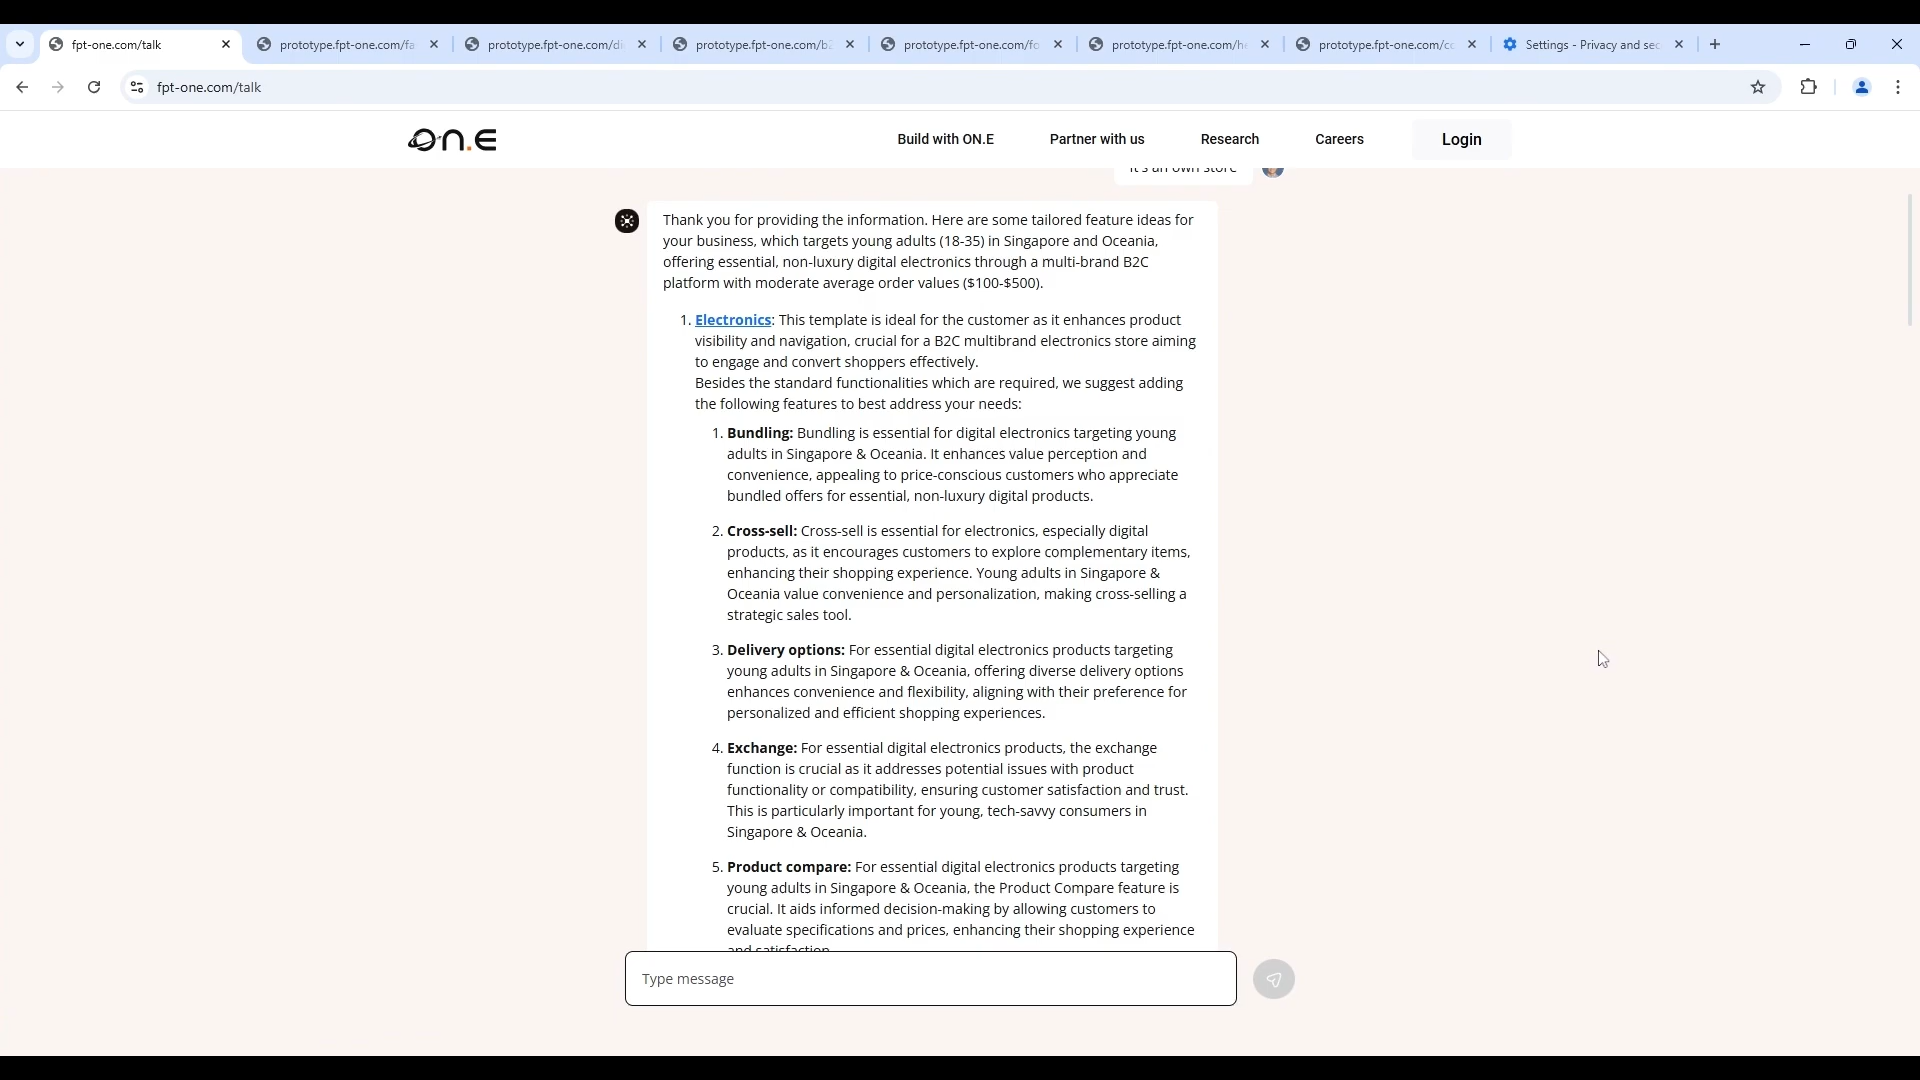 fpt-one.com/talk
prototype.fpt-one.com/fa
prototype.fpt-one.com/di
prototype.fpt-one.com/b2
prototype.fpt-one.com/fo
prototype.fpt-one.com/he
prototype.fpt-one.com/cc
Settings - Privacy and sec
fpt-one.com/talk
ON.E
Build with ON.E
Partner with us
Research
Careers
Login
It's an own store
Thank you for providing the information. Here are some tailored feature ideas for
your business, which targets young adults (18-35) in Singapore and Oceania,
offering essential, non-luxury digital electronics through a multi-brand B2C
platform with moderate average order values ($100-$500).
1. Electronics: This template is ideal for the customer as it enhances product
visibility and navigation, crucial for a B2C multibrand electronics store aiming
to engage and convert shoppers effectively.
Besides the standard functionalities which are required, we suggest adding
the following features to best address your needs:
1. Bundling: Bundling is essential for digital electronics targeting young
adults in Singapore & Oceania. It enhances value perception and
convenience, appealing to price-conscious customers who appreciate
bundled offers for essential, non-luxury digital products.
2. Cross-sell: Cross-sell is essential for electronics, especially digital
products, as it encourages customers to explore complementary items,
enhancing their shopping experience. Young adults in Singapore &
Oceania value convenience and personalization, making cross-selling a
strategic sales tool.
3. Delivery options: For essential digital electronics products targeting
young adults in Singapore & Oceania, offering diverse delivery options
enhances convenience and flexibility, aligning with their preference for
personalized and efficient shopping experiences.
4. Exchange: For essential digital electronics products, the exchange
function is crucial as it addresses potential issues with product
functionality or compatibility, ensuring customer satisfaction and trust.
This is particularly important for young, tech-savvy consumers in
Singapore & Oceania.
5. Product compare: For essential digital electronics products targeting
young adults in Singapore & Oceania, the Product Compare feature is
crucial. It aids informed decision-making by allowing customers to
evaluate specifications and prices, enhancing their shopping experience
and satisfaction.
Type message